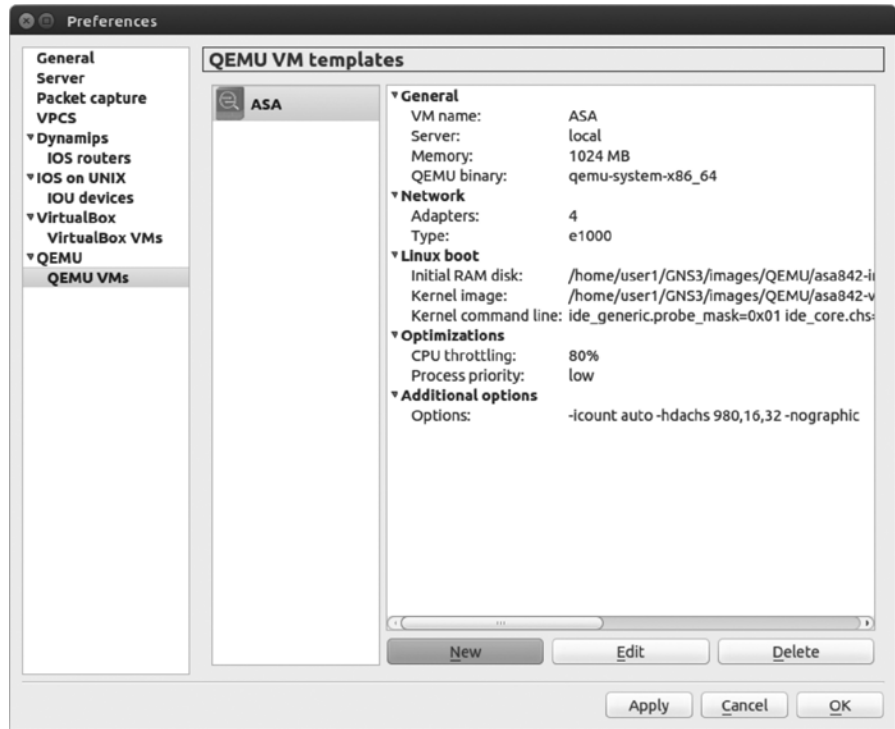 Preferences
General
Server
Packet capture
VPCS
Dynamips
IOS routers
IOS on UNIX
IOU devices
VirtualBox
VirtualBox VMs
QEMU
QEMU VMs
QEMU VM templates
ASA
General
VM name: ASA
Server: local
Memory: 1024 MB
QEMU binary: qemu-system-x86_64
Network
Adapters: 4
Type: e1000
Linux boot
Initial RAM disk: /home/user1/GNS3/images/QEMU/asa842-i
Kernel image: /home/user1/GNS3/images/QEMU/asa842-v
Kernel command line: ide_generic.probe_mask=0x01 ide_core.chs=
Optimizations
CPU throttling: 80%
Process priority: low
Additional options
Options: -icount auto -hdachs 980,16,32 -nographic
New Edit Delete
Apply Cancel OK